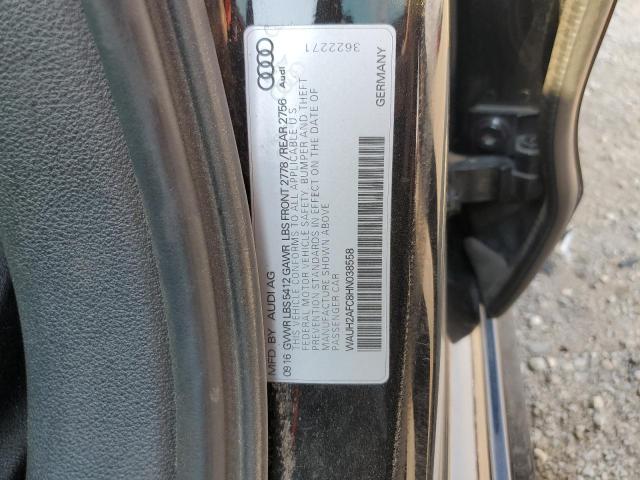 MFD. BY AUDI AG
09 16 GVWR LBS 5412 GAWR LBS FRONT 2778 / REAR 2756
THIS VEHICLE CONFORMS TO ALL APPLICABLE U.S.
FEDERAL MOTOR VEHICLE SAFETY, BUMPER AND THEFT
PREVENTION STANDARDS IN EFFECT ON THE DATE OF
MANUFACTURE SHOWN ABOVE
PASSENGER CAR
WAUH2AFC8HN038558
GERMANY
Audi
3622271